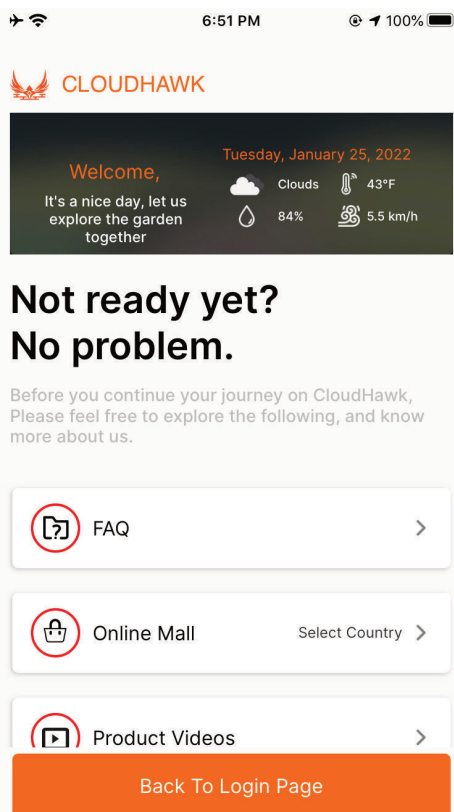 6:51 PM
100%
CLOUDHAWK
Welcome,
It's a nice day, let us
explore the garden
together
Tuesday, January 25, 2022
Clouds
43°F
84%
5.5 km/h
Not ready yet?
No problem.
Before you continue your journey on CloudHawk,
Please feel free to explore the following, and know
more about us.
FAQ
Online Mall
Select Country
Product Videos
Back To Login Page